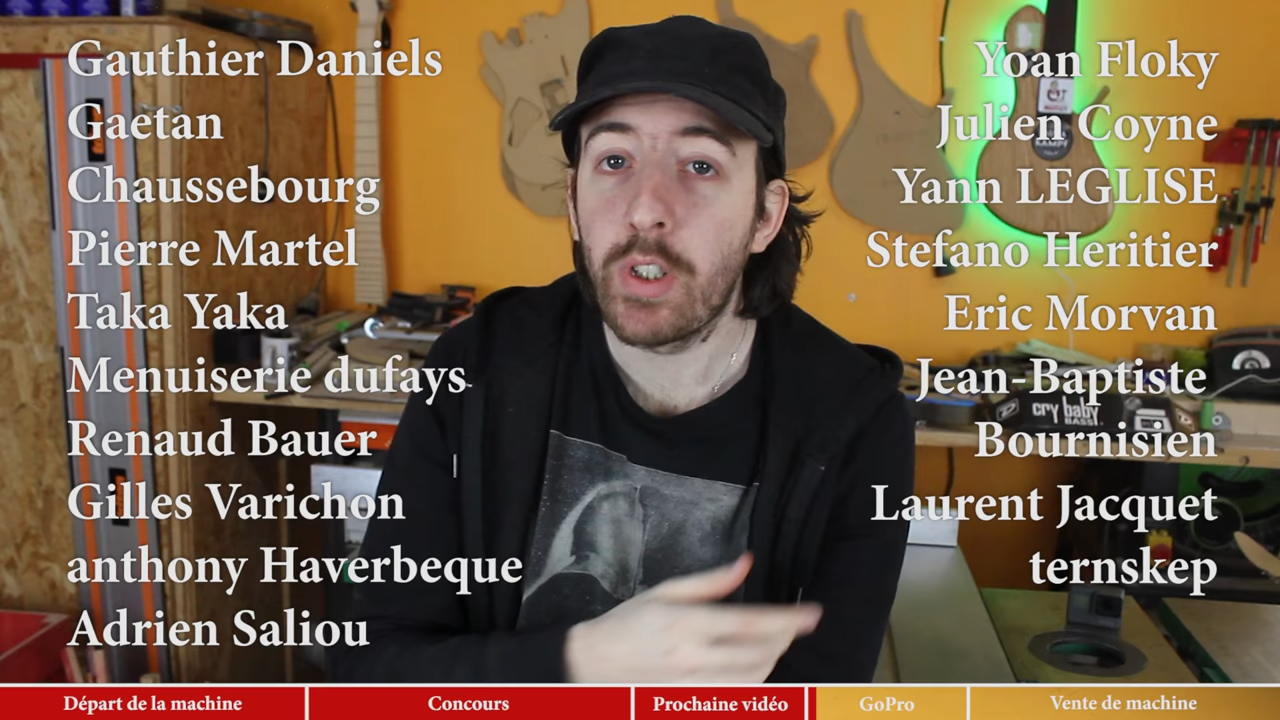 Gauthier Daniels
Gaetan
Chaussebourg
Pierre Martel
Taka Yaka
Menuiserie dufays
Renaud Bauer
Gilles Varichon
anthony Haverbeque
Adrien Saliou
Yoan Floky
Julien Coyne
Yann LEGLISE
Stefano Heritier
Eric Morvan
Jean-Baptiste
Bournisien
Laurent Jacquet
ternskep
cry baby
BASS
Départ de la machine
Concours
Prochaine vidéo
GoPro
Vente de machine